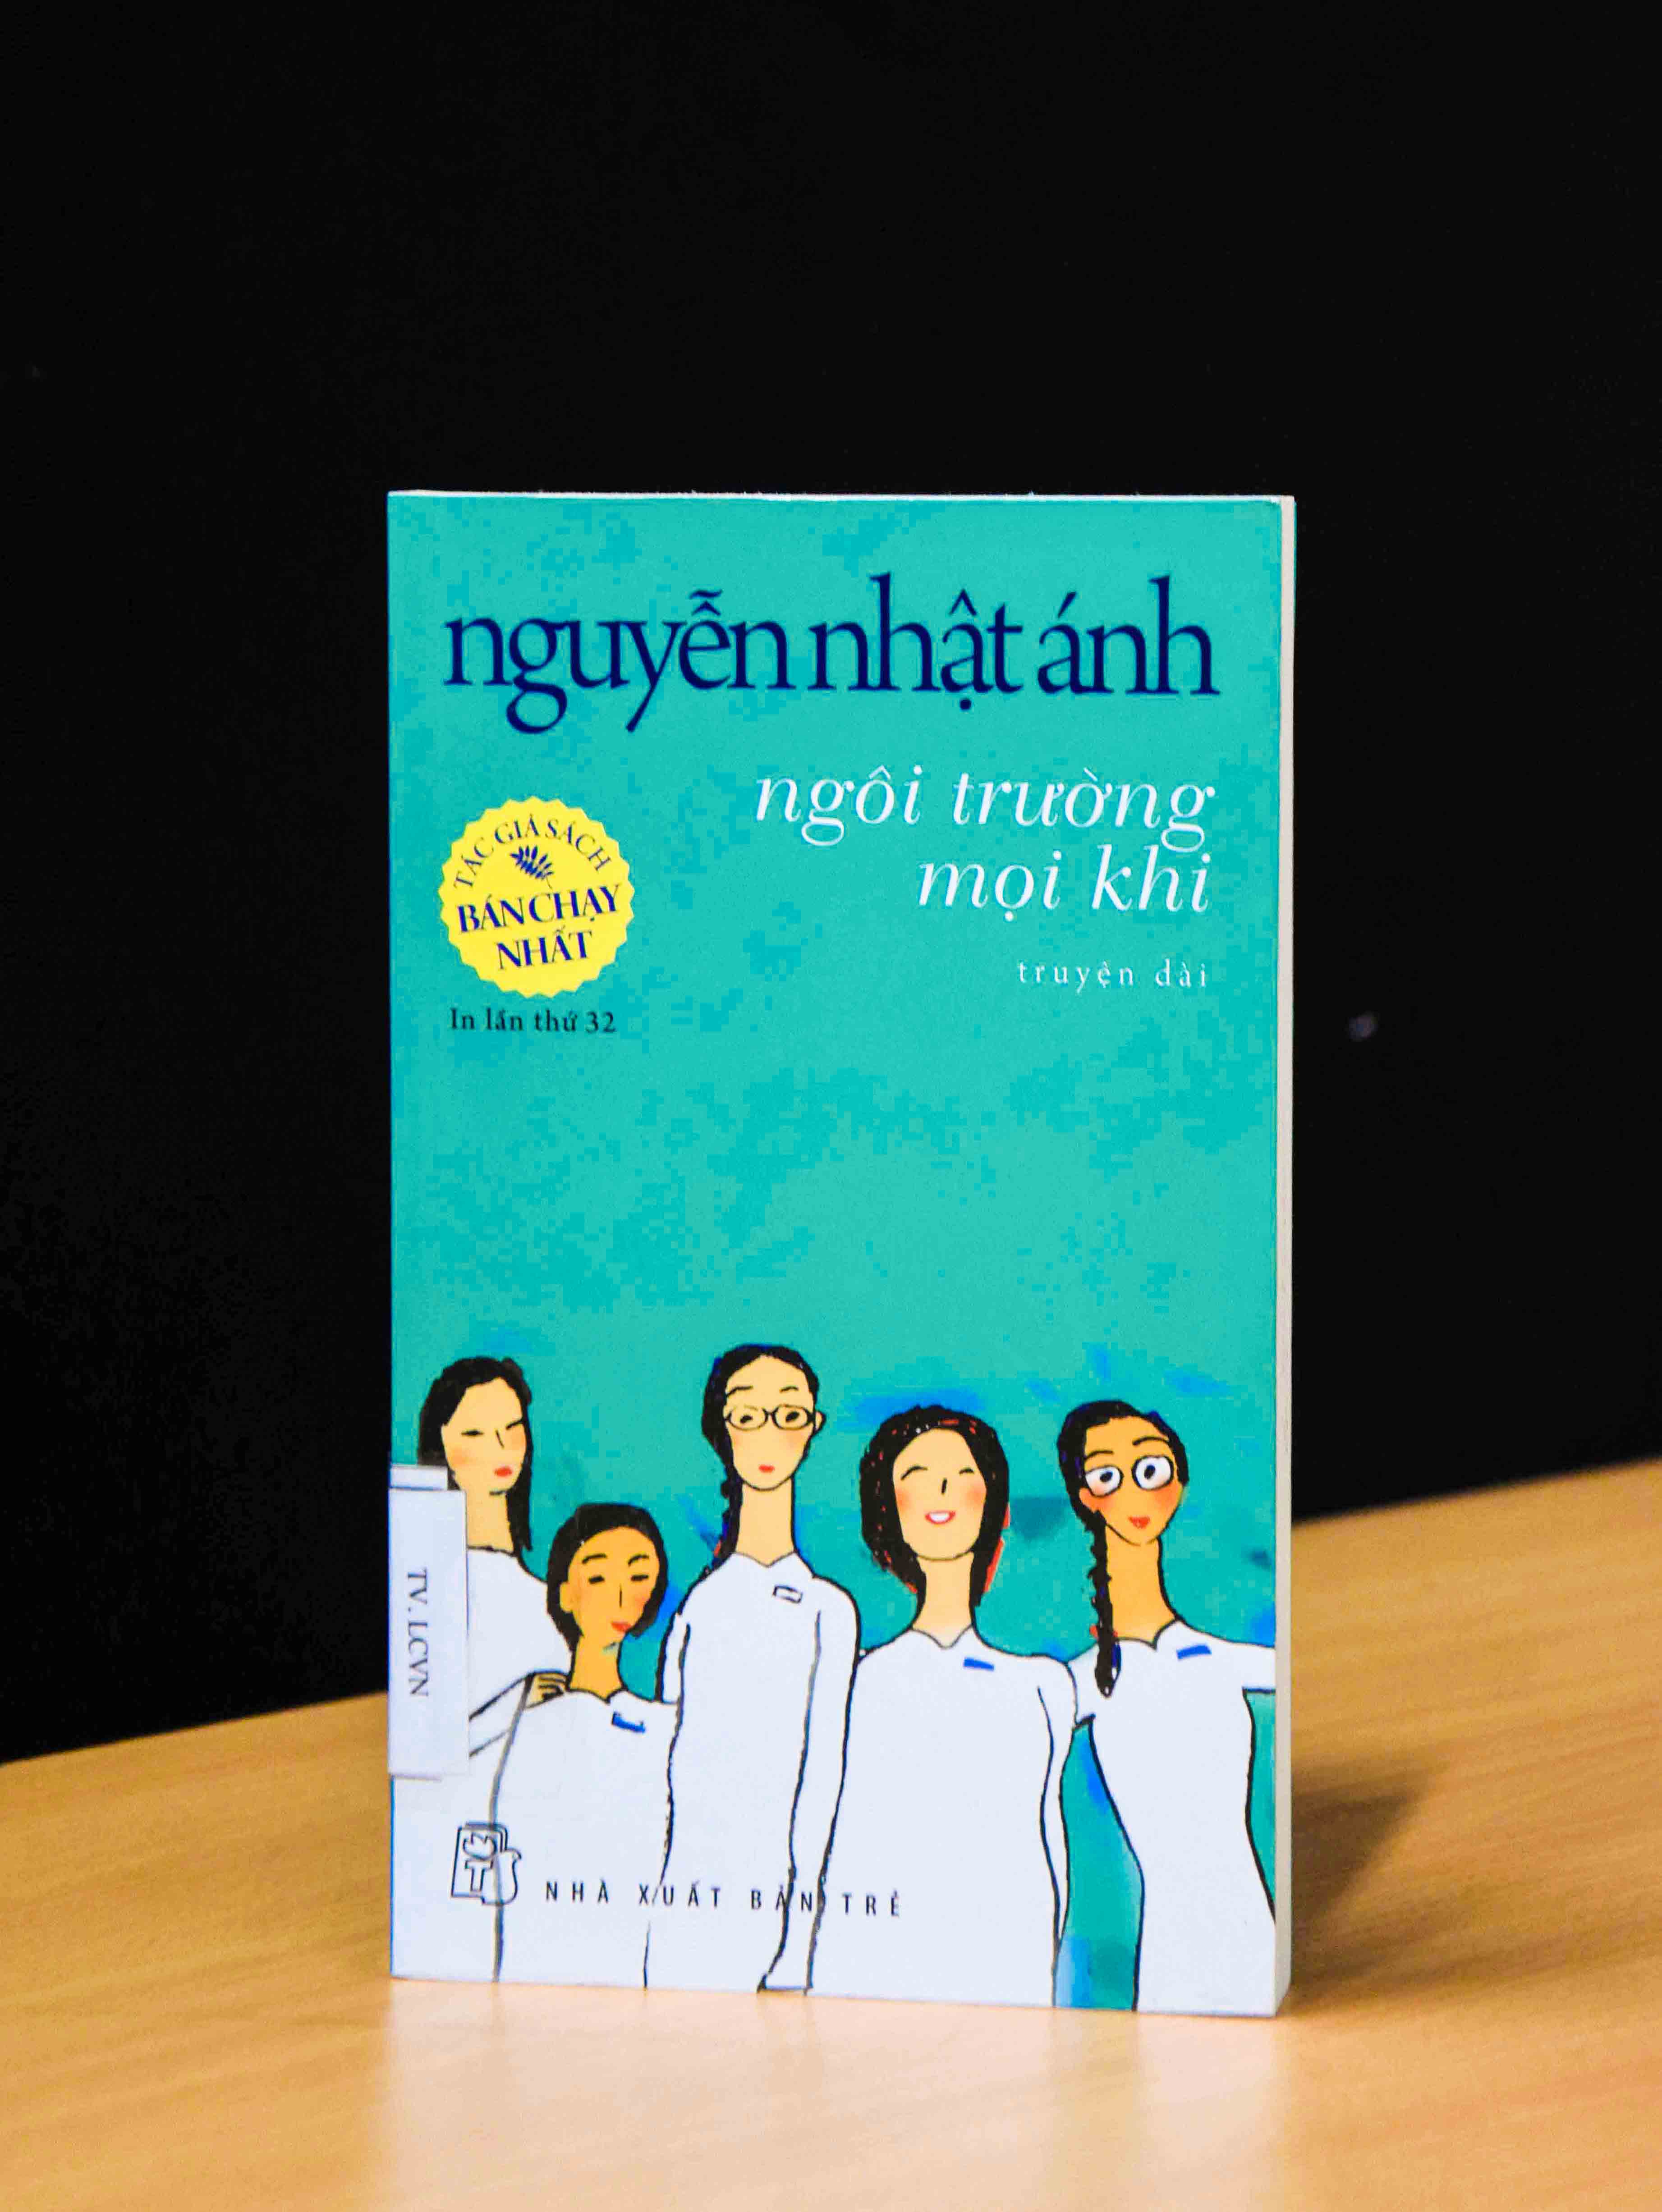 nguyễn nhật ánh
ngôi trường
mọi khi
truyện dài
TÁC GIẢ SÁCH
BÁN CHẠY
NHẤT
In lần thứ 32
TV. LCVN
NHÀ XUẤT BẢN TRẺ